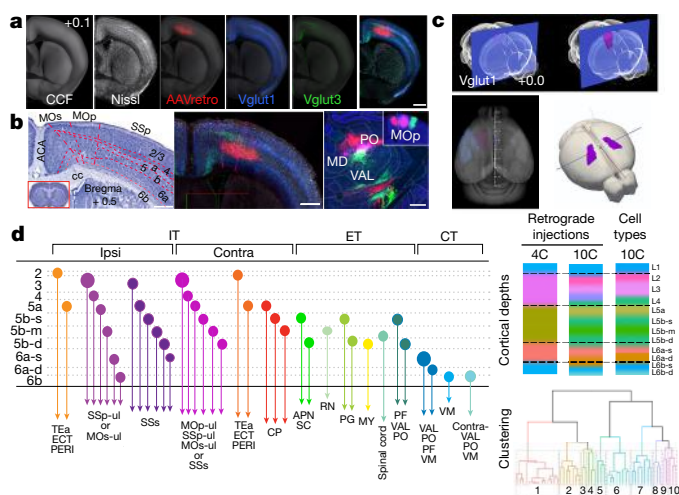 a
+0.1
CCF
Nissl
AAVretro
Vglut1
Vglut3
b
MOs
MOp
SSp
ACA
2/3
4
5
a
b
6a
6b
cc
Bregma
+ 0.5
PO
MOp
MD
VAL
c
Vglut1
+0.0
d
IT
ET
CT
Ipsi
Contra
2
3
4
5a
5b-s
5b-m
5b-d
6a-s
6a-d
6b
TEa
ECT
PERI
SSp-ul
or
MOs-ul
SSs
MOp-ul
SSp-ul
MOs-ul
or
SSs
TEa
ECT
PERI
CP
APN
SC
RN
PG
MY
Spinal cord
PF
VAL
PO
VAL
PO
PF
VM
VM
Contra-
VAL
PO
VM
Retrograde
injections
Cell
types
4C
10C
10C
Cortical depths
L1
L2
L3
L4
L5a
L5b-s
L5b-m
L5b-d
L6a-s
L6a-d
L6b-s
L6b-d
Clustering
1 2 3 4 5 6 7 8 9 10